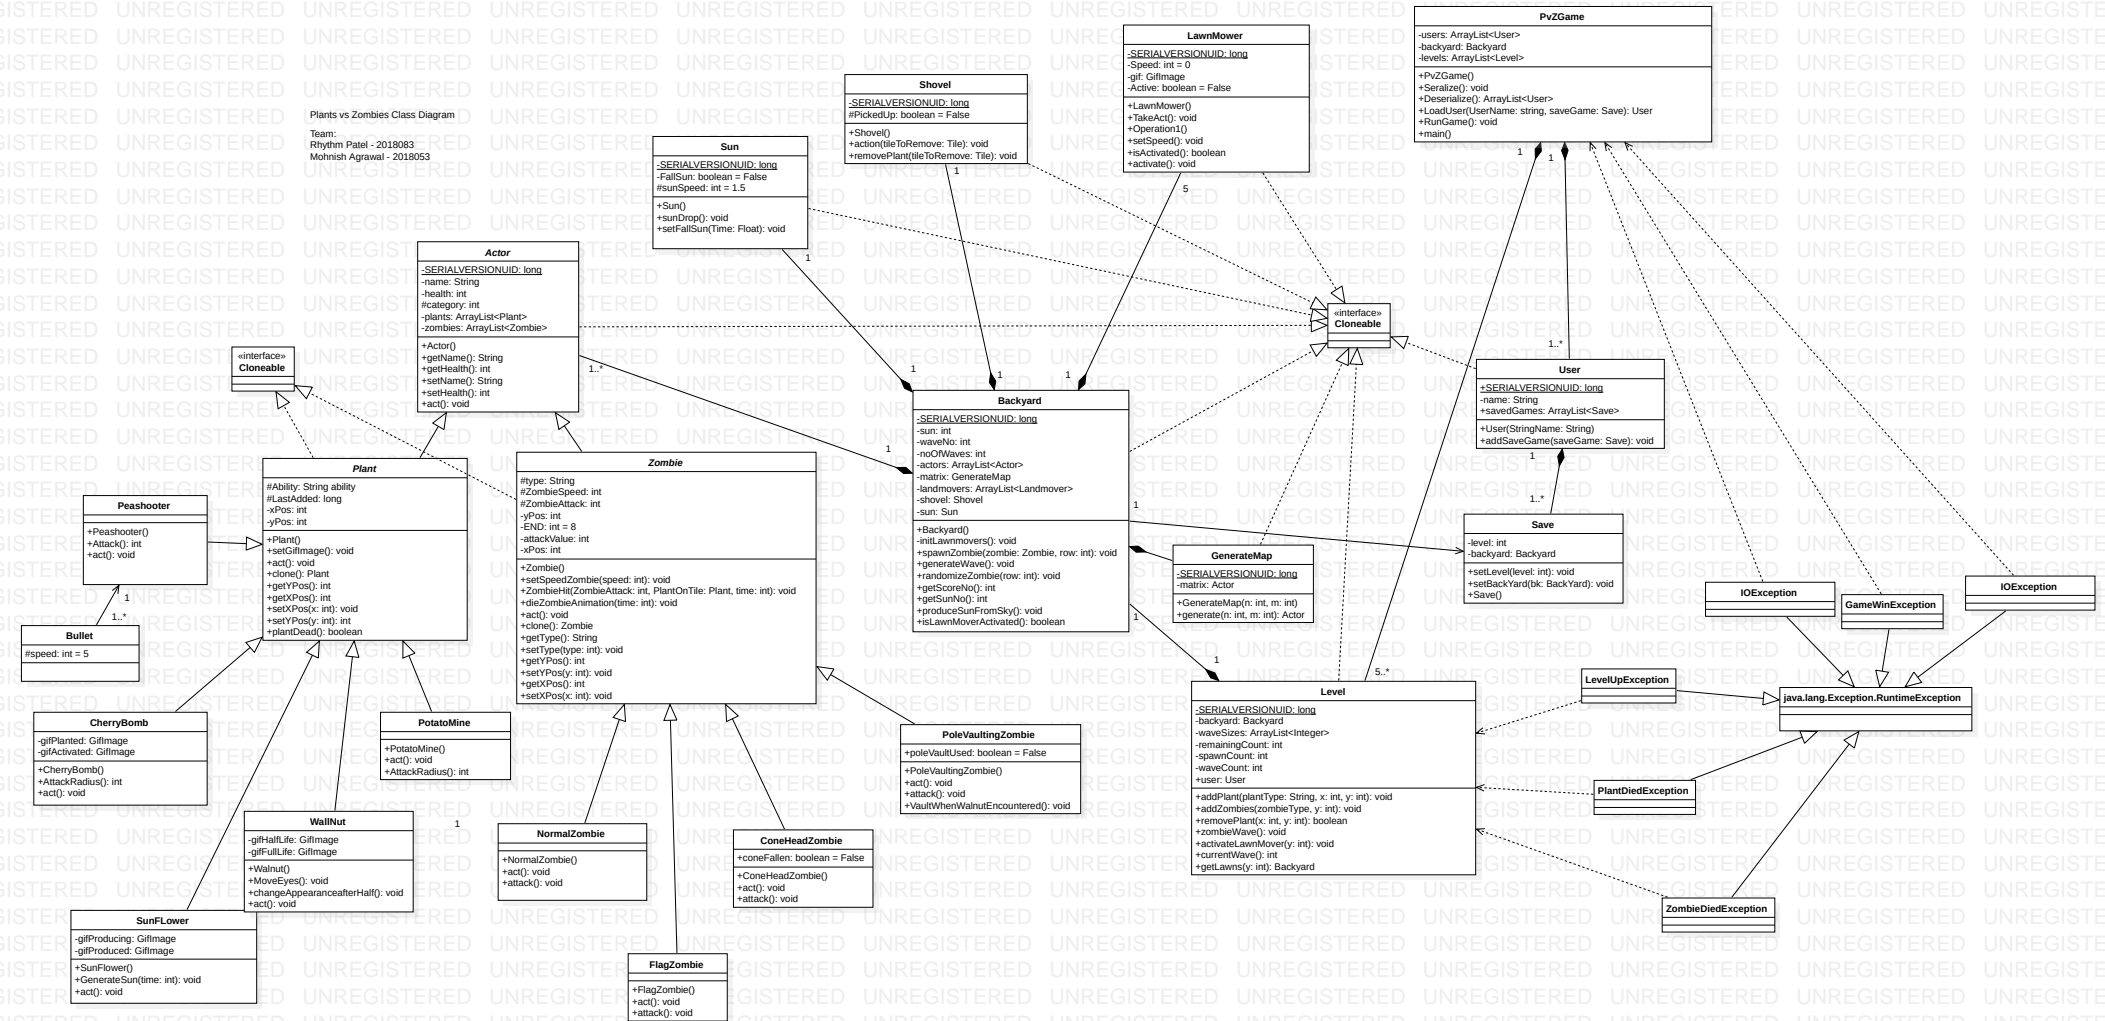 Plants vs Zombies Class Diagram
Team:
Rhythm Patel - 2018083
Mohnish Agrawal - 2018053
PvZGame
-users: ArrayList<User>
-backyard: Backyard
-levels: ArrayList<Level>
+PvZGame()
+Seralize(): void
+Deserialize(): ArrayList<User>
+LoadUser(UserName: string, saveGame: Save): User
+RunGame(): void
+main()
LawnMower
-SERIALVERSIONUID: long
-Speed: int = 0
-gif: GifImage
-Active: boolean = False
+LawnMower()
+TakeAct(): void
+Operation1()
+setSpeed(): void
+isActivated(): boolean
+activate(): void
Shovel
-SERIALVERSIONUID: long
#PickedUp: boolean = False
+Shovel()
+action(tileToRemove: Tile): void
+removePlant(tileToRemove: Tile): void
Sun
-SERIALVERSIONUID: long
-FallSun: boolean = False
#sunSpeed: int = 1.5
+Sun()
+sunDrop(): void
+setFallSun(Time: Float): void
Actor
-SERIALVERSIONUID: long
-name: String
-health: int
#category: int
-plants: ArrayList<Plant>
-zombies: ArrayList<Zombie>
+Actor()
+getName(): String
+getHealth(): int
+setName(): String
+setHealth(): int
+act(): void
«interface»
Cloneable
«interface»
Cloneable
1
1
5
1
1
1..*
1
1
1
1..*
User
+SERIALVERSIONUID: long
-name: String
+savedGames: ArrayList<Save>
+User(StringName: String)
+addSaveGame(saveGame: Save): void
1
1..*
Save
-level: int
-backyard: Backyard
+setLevel(level: int): void
+setBackYard(bk: BackYard): void
+Save()
Backyard
-SERIALVERSIONUID: long
-sun: int
-waveNo: int
-noOfWaves: int
-actors: ArrayList<Actor>
-matrix: GenerateMap
-landmovers: ArrayList<Landmover>
-shovel: Shovel
-sun: Sun
+Backyard()
-initLawnmovers(): void
+spawnZombie(zombie: Zombie, row: int): void
+generateWave(): void
+randomizeZombie(row: int): void
+getScoreNo(): int
+getSunNo(): int
+produceSunFromSky(): void
+isLawnMoverActivated(): boolean
1
1
1
5..*
GenerateMap
-SERIALVERSIONUID: long
-matrix: Actor
+GenerateMap(n: int, m: int)
+generate(n: int, m: int): Actor
Plant
#Ability: String ability
#LastAdded: long
-xPos: int
-yPos: int
+Plant()
+setGifImage(): void
+act(): void
+clone(): Plant
+getYPos(): int
+getXPos(): int
+setXPos(x: int): void
+setYPos(y: int): int
+plantDead(): boolean
Zombie
#type: String
#ZombieSpeed: int
#ZombieAttack: int
-yPos: int
-END: int = 8
-attackValue: int
-xPos: int
+Zombie()
+setSpeedZombie(speed: int): void
+ZombieHit(ZombieAttack: int, PlantOnTile: Plant, time: int): void
+dieZombieAnimation(time: int): void
+act(): void
+clone(): Zombie
+getType(): String
+setType(type: int): void
+getYPos(): int
+setYPos(y: int): void
+getXPos(): int
+setXPos(x: int): void
Peashooter
+Peashooter()
+Attack(): int
+act(): void
1
1..*
Bullet
#speed: int = 5
CherryBomb
-gifPlanted: GifImage
-gifActivated: GifImage
+CherryBomb()
+AttackRadius(): int
+act(): void
PotatoMine
+PotatoMine()
+act(): void
+AttackRadius(): int
WallNut
-gifHalfLife: GifImage
-gifFullLife: GifImage
+Walnut()
+MoveEyes(): void
+changeAppearanceafterHalf(): void
+act(): void
1
SunFLower
-gifProducing: GifImage
-gifProduced: GifImage
+SunFlower()
+GenerateSun(time: int): void
+act(): void
NormalZombie
+NormalZombie()
+act(): void
+attack(): void
FlagZombie
+FlagZombie()
+act(): void
+attack(): void
ConeHeadZombie
+coneFallen: boolean = False
+ConeHeadZombie()
+act(): void
+attack(): void
PoleVaultingZombie
+poleVaultUsed: boolean = False
+PoleVaultingZombie()
+act(): void
+attack(): void
+VaultWhenWalnutEncountered(): void
Level
-SERIALVERSIONUID: long
-backyard: Backyard
-waveSizes: ArrayList<Integer>
-remainingCount: int
-spawnCount: int
-waveCount: int
+user: User
+addPlant(plantType: String, x: int, y: int): void
+addZombies(zombieType, y: int): void
+removePlant(x: int, y: int): boolean
+zombieWave(): void
+activateLawnMover(y: int): void
+currentWave(): int
+getLawns(y: int): Backyard
IOException
GameWinException
IOException
LevelUpException
java.lang.Exception.RuntimeException
PlantDiedException
ZombieDiedException
UNREGISTERED